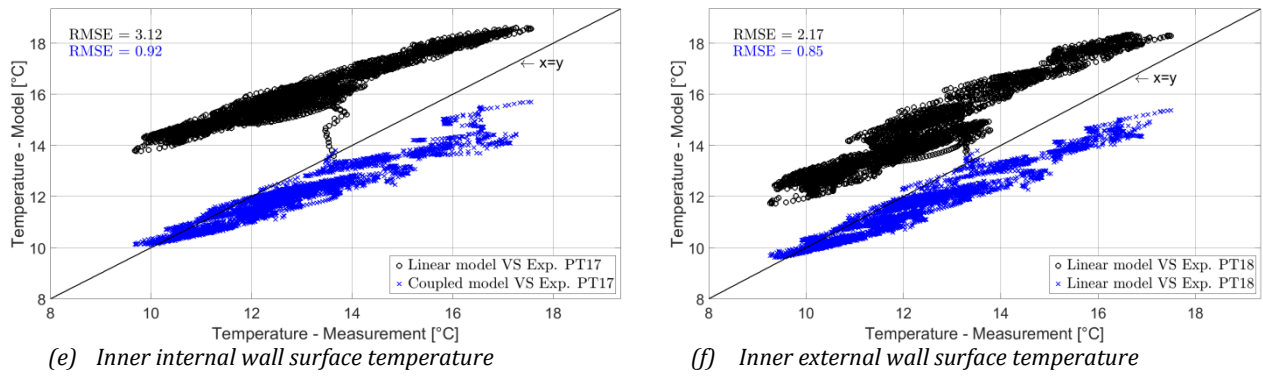 RMSE = 3.12
RMSE = 0.92
← x=y
18
16
14
12
10
8
Temperature - Model [°C]
Linear model VS Exp. PT17
Coupled model VS Exp. PT17
10 12 14 16 18
Temperature - Measurement [°C]
(e) Inner internal wall surface temperature
RMSE = 2.17
RMSE = 0.85
← x=y
18
16
14
12
10
8
Temperature - Model [°C]
Linear model VS Exp. PT18
Linear model VS Exp. PT18
8 10 12 14 16 18
Temperature - Measurement [°C]
(f) Inner external wall surface temperature